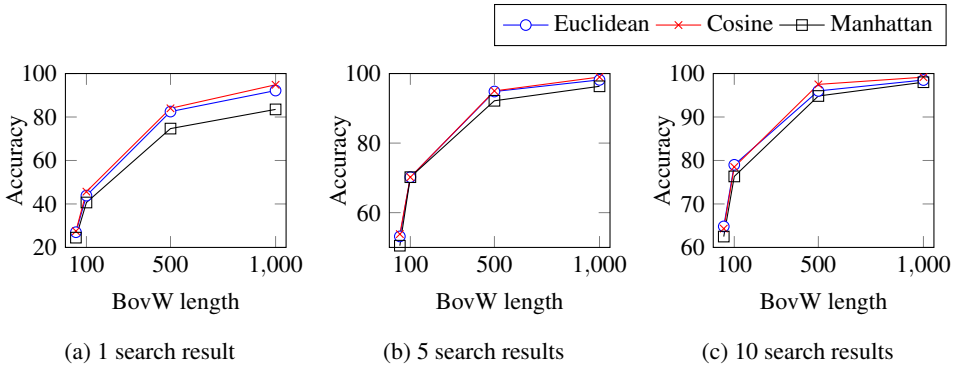 Euclidean Cosine Manhattan
100
80
60
40
20
Accuracy
100 500 1,000
BovW length
(a) 1 search result
100
80
60
Accuracy
100 500 1,000
BovW length
(b) 5 search results
100
90
80
70
60
Accuracy
100 500 1,000
BovW length
(c) 10 search results